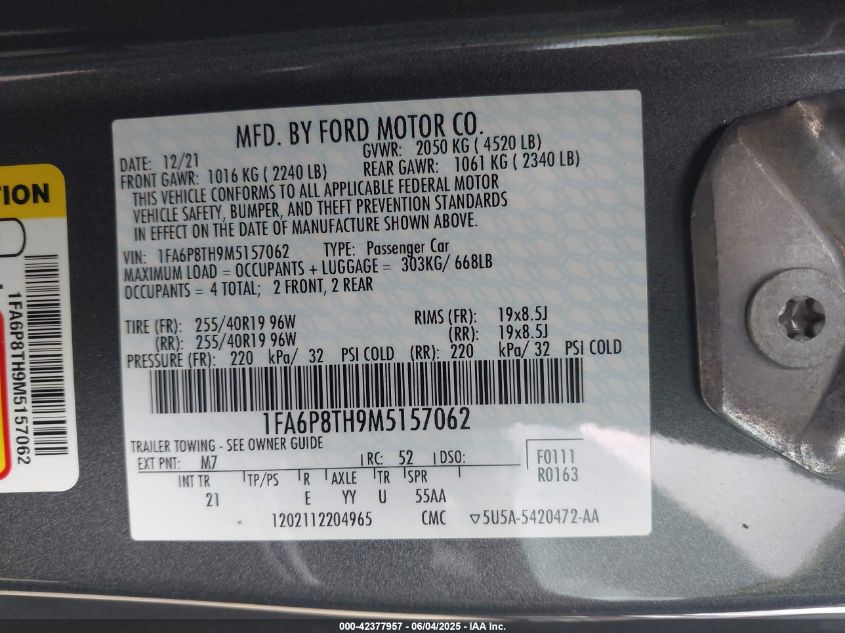 MFD. BY FORD MOTOR CO.
DATE: 12/21
GVWR: 2050 KG ( 4520 LB)
FRONT GAWR: 1016 KG ( 2240 LB)
REAR GAWR: 1061 KG ( 2340 LB)
THIS VEHICLE CONFORMS TO ALL APPLICABLE FEDERAL MOTOR
VEHICLE SAFETY, BUMPER, AND THEFT PREVENTION STANDARDS
IN EFFECT ON THE DATE OF MANUFACTURE SHOWN ABOVE.
VIN: 1FA6P8TH9M5157062 TYPE: Passenger Car
MAXIMUM LOAD = OCCUPANTS + LUGGAGE = 303KG/ 668LB
OCCUPANTS = 4 TOTAL; 2 FRONT, 2 REAR
TIRE (FR): 255/40R19 96W RIMS (FR): 19x8.5J
(RR): 255/40R19 96W (RR): 19x8.5J
PRESSURE (FR): 220 kPa/ 32 PSI COLD (RR): 220 kPa/ 32 PSI COLD
1FA6P8TH9M5157062
TRAILER TOWING - SEE OWNER GUIDE
EXT PNT: M7 RC: 52 DSO: F0111
R0163
INT TR TP/PS R AXLE TR SPR
21 E YY U 55AA
1202112204965 CMC ▽5U5A-5420472-AA
TION
1FA6P8TH9M5157062
000-42377957 - 06/04/2025 - IAA Inc.